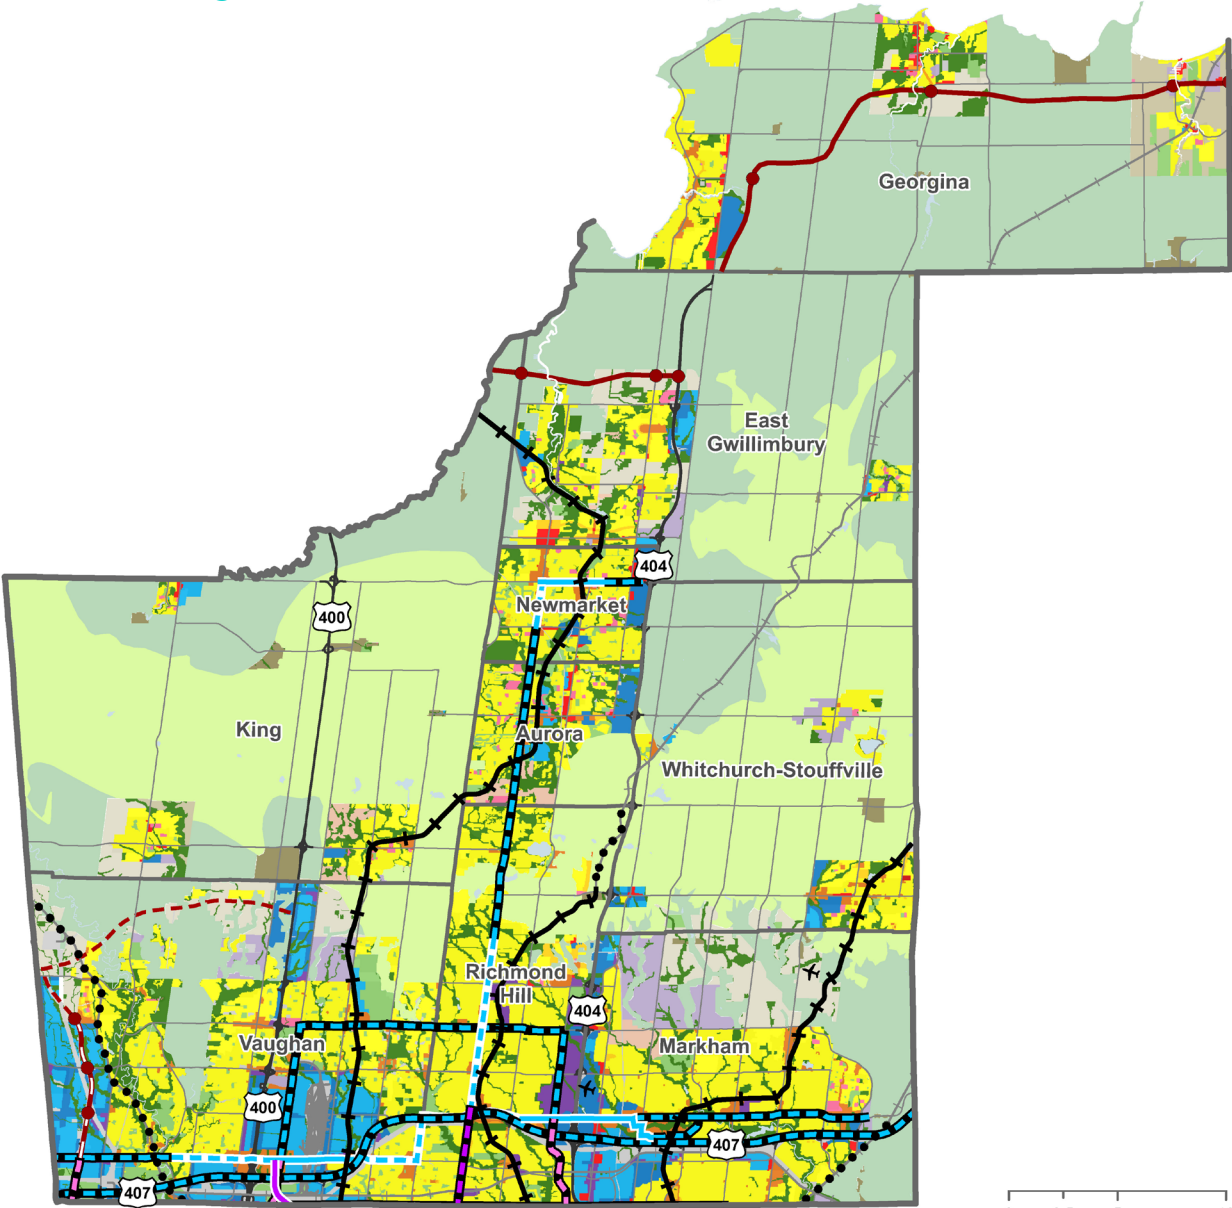 Georgina
East
Gwillimbury
404
Newmarket
400
King
Aurora
Whitchurch-Stouffville
Richmond
Hill
404
Vaughan
Markham
400
407
407